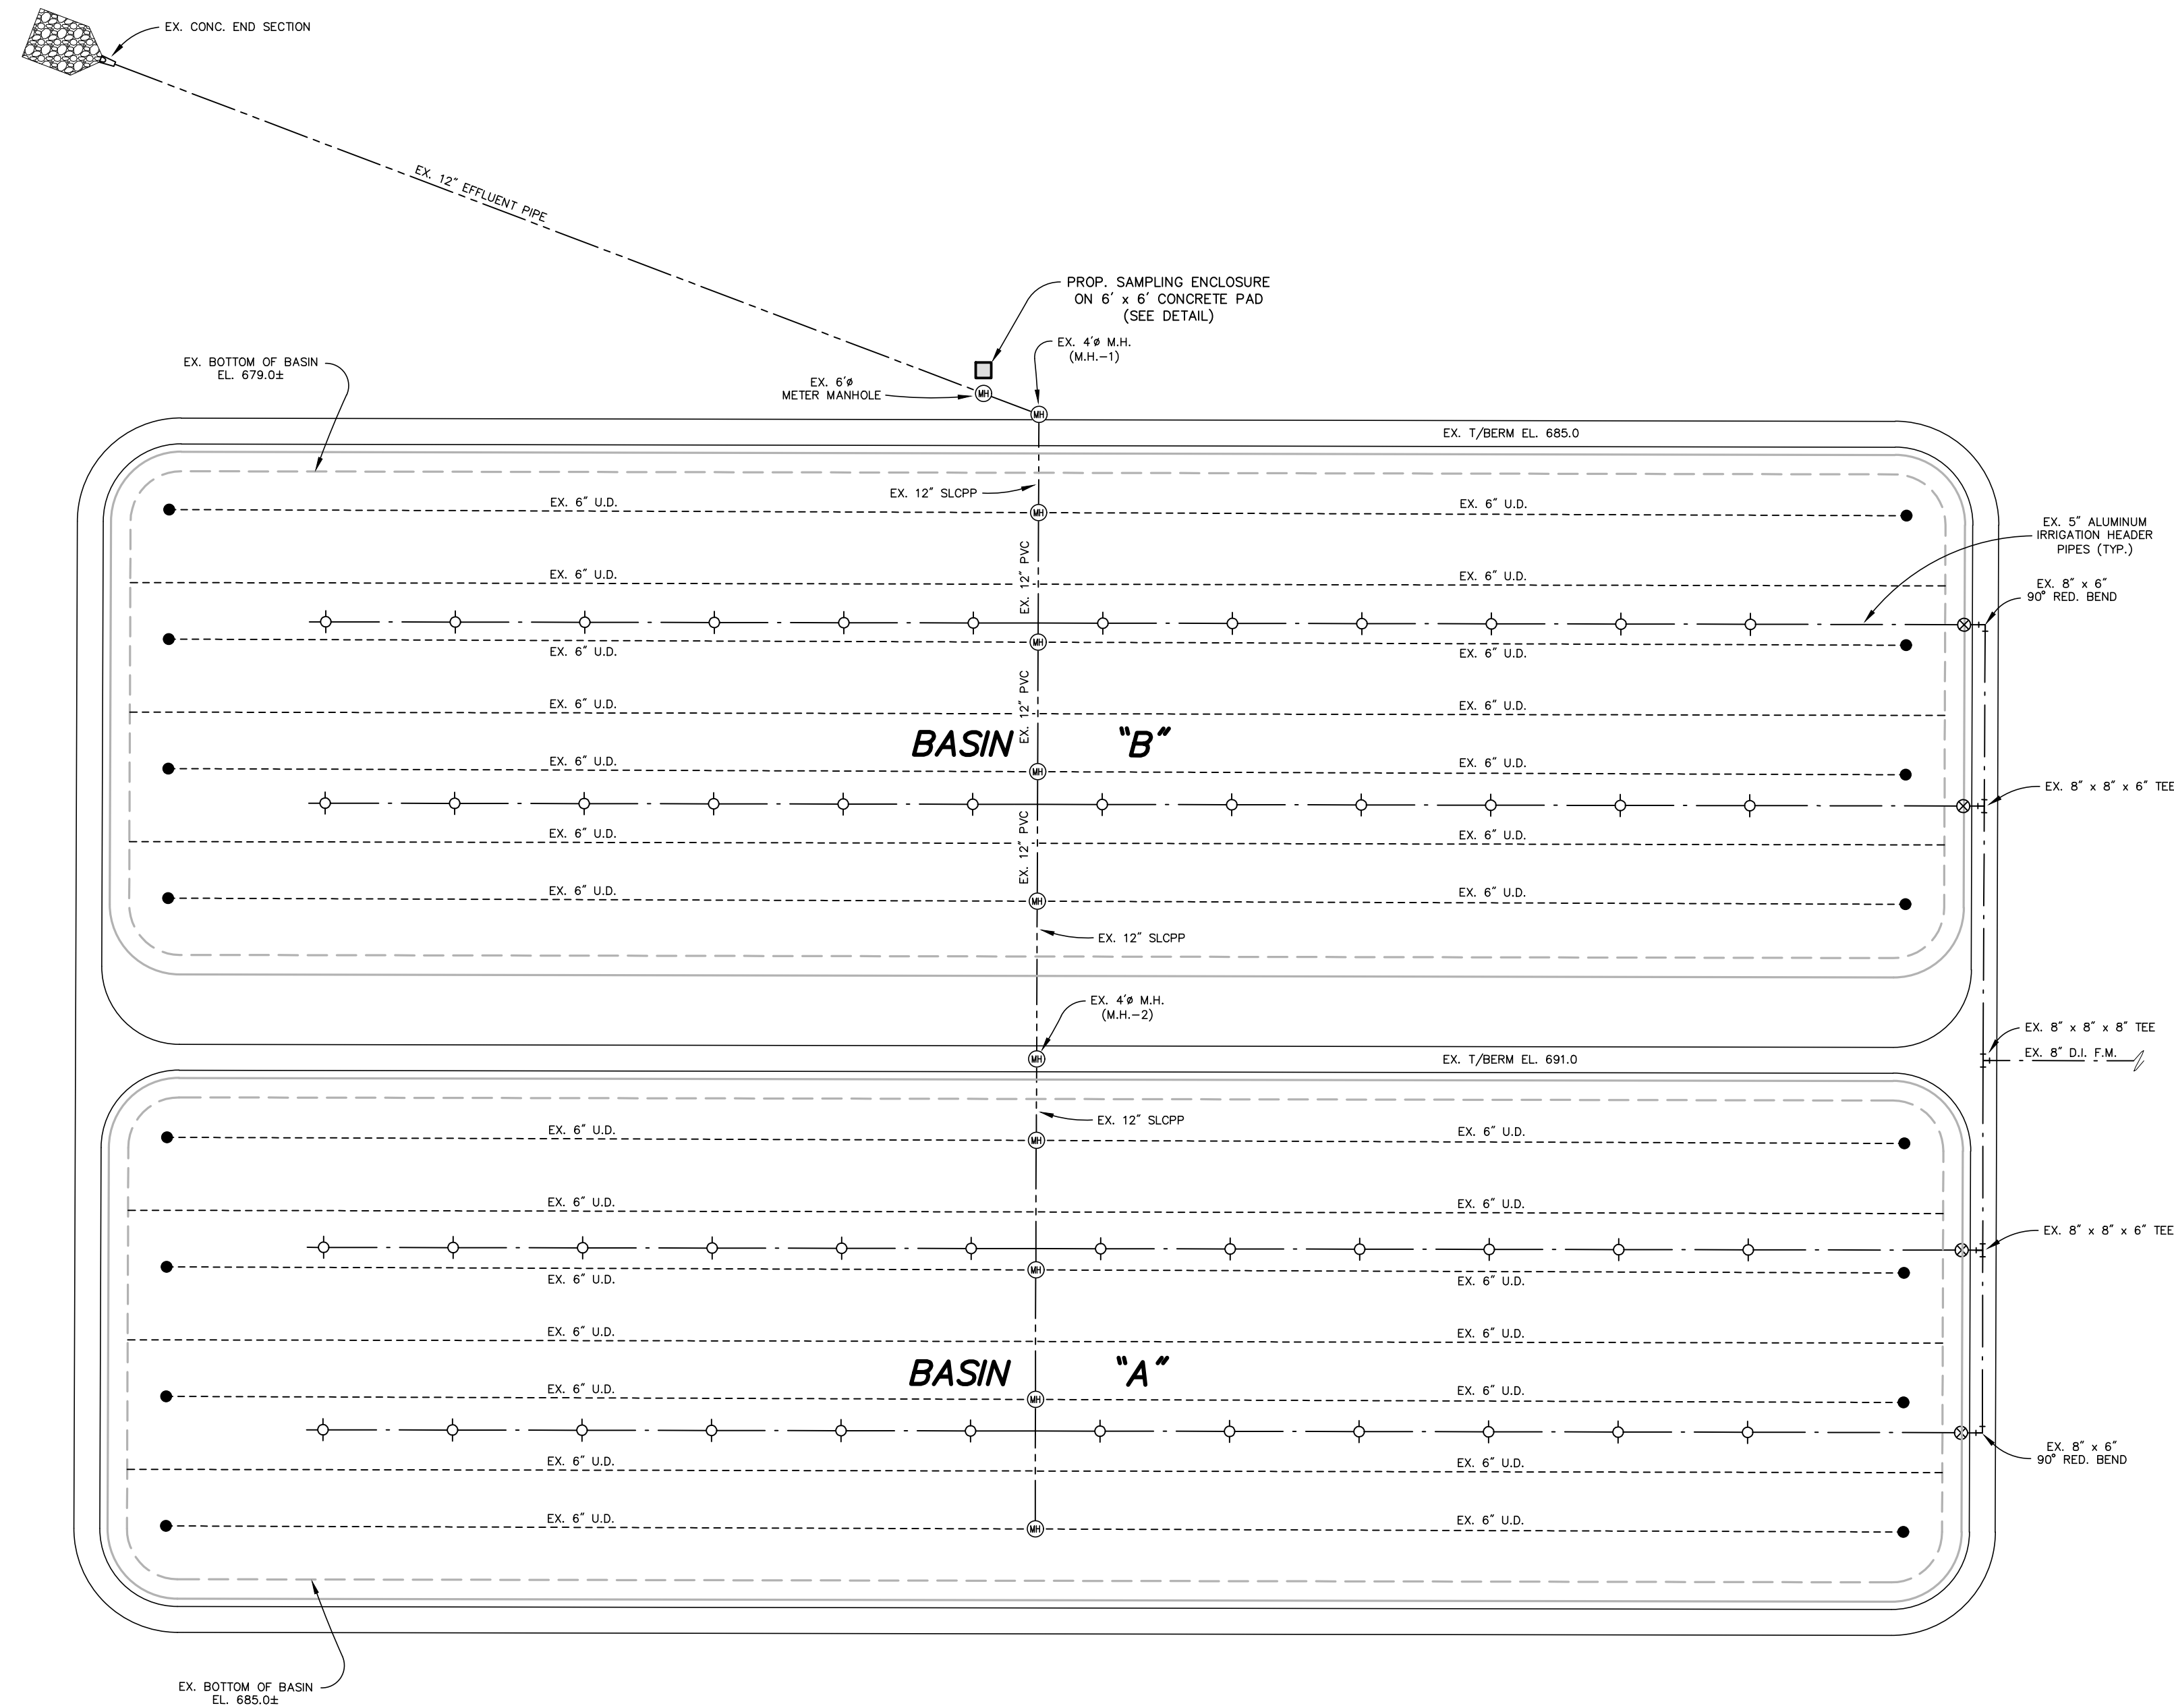 EX. CONC. END SECTION
EX. 12" EFFLUENT PIPE
PROP. SAMPLING ENCLOSURE
ON 6' x 6' CONCRETE PAD
(SEE DETAIL)
EX. 4'ø M.H.
(M.H.-1)
EX. BOTTOM OF BASIN
EL. 679.0±
EX. 6'ø
METER MANHOLE
MH
MH
EX. T/BERM EL. 685.0
EX. 12" SLCPP
EX. 6" U.D.
EX. 6" U.D.
MH
EX. 5" ALUMINUM
IRRIGATION HEADER
PIPES (TYP.)
EX. 12" PVC
EX. 6" U.D.
EX. 6" U.D.
EX. 8" x 6"
90° RED. BEND
MH
EX. 6" U.D.
EX. 6" U.D.
EX. 12" PVC
EX. 6" U.D.
EX. 6" U.D.
BASIN "B"
EX. 6" U.D.
EX. 6" U.D.
MH
EX. 8" x 8" x 6" TEE
EX. 12" PVC
EX. 6" U.D.
EX. 6" U.D.
EX. 6" U.D.
EX. 6" U.D.
MH
EX. 12" SLCPP
EX. 4'ø M.H.
(M.H.-2)
EX. 8" x 8" x 8" TEE
EX. 8" D.I. F.M.
MH
EX. T/BERM EL. 691.0
EX. 12" SLCPP
EX. 6" U.D.
EX. 6" U.D.
MH
EX. 6" U.D.
EX. 6" U.D.
EX. 8" x 8" x 6" TEE
MH
EX. 6" U.D.
EX. 6" U.D.
EX. 6" U.D.
EX. 6" U.D.
BASIN "A"
EX. 6" U.D.
EX. 6" U.D.
MH
EX. 8" x 6"
90° RED. BEND
EX. 6" U.D.
EX. 6" U.D.
EX. 6" U.D.
EX. 6" U.D.
MH
EX. BOTTOM OF BASIN
EL. 685.0±